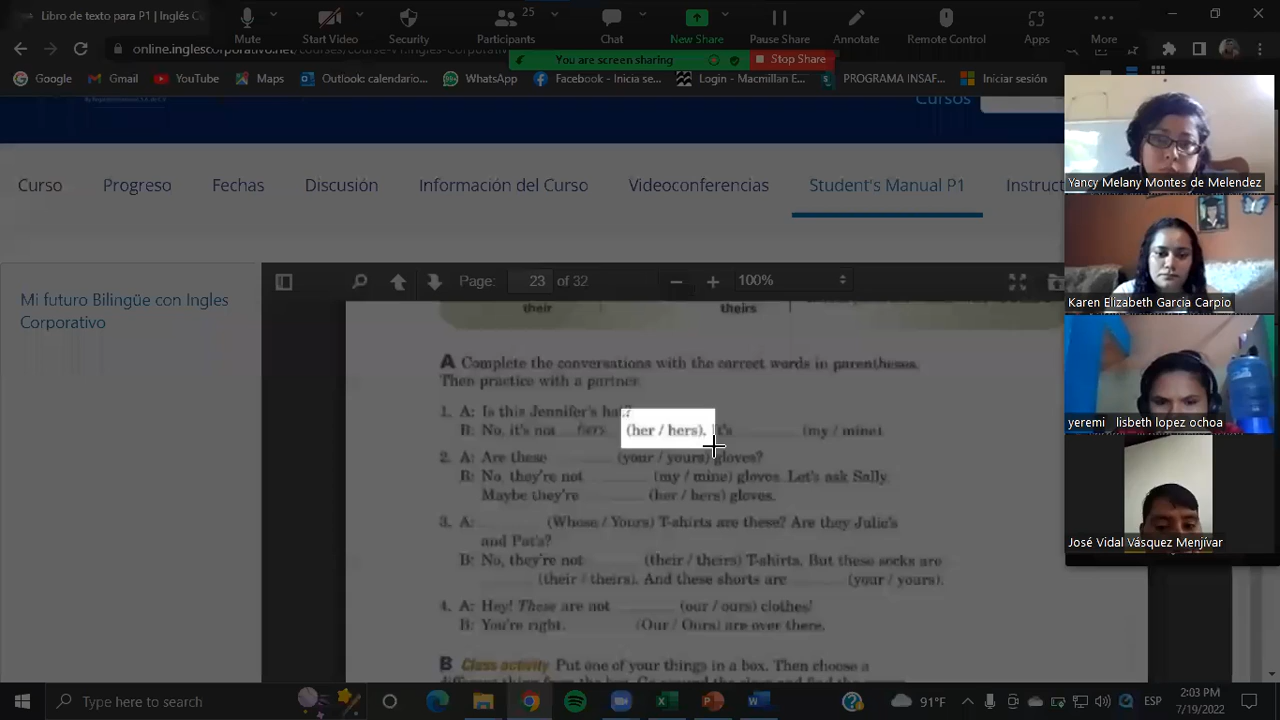 Libro de texto para P1 | Inglés C
Mute
Start Video
Security
Participants
25
Chat
New Share
Pause Share
Annotate
Remote Control
Apps
More
You are screen sharing
Stop Share
Google
Gmail
YouTube
Maps
Outlook: calendario...
WhatsApp
Facebook - Inicia se...
Login - Macmillan E...
PROGRAMA INSAF...
Iniciar sesión
Cursos
Curso
Progreso
Fechas
Discusión
Información del Curso
Videoconferencias
Student's Manual P1
Instruct
Mi futuro Bilingüe con Ingles
Corporativo
Page: 23 of 32
100%
their theirs
A Complete the conversations with the correct words in parentheses.
Then practice with a partner.
1. A: Is this Jennifer's hat?
B: No, it's not hers (her / hers). It's (my / mine).
2. A: Are these (your / yours) gloves?
B: No, they're not (my / mine) gloves. Let's ask Sally.
Maybe they're (her / hers) gloves.
3. A: (Whose / Yours) T-shirts are these? Are they Julie's
and Pat's?
B: No, they're not (their / theirs) T-shirts. But these socks are
(their / theirs). And these shorts are (your / yours).
4. A: Hey! These are not (our / ours) clothes!
B: You're right. (Our / Ours) are over there.
B Class activity Put one of your things in a box. Then choose a
Yancy Melany Montes de Melendez
Karen Elizabeth Garcia Carpio
yeremi lisbeth lopez ochoa
José Vidal Vásquez Menjívar
Type here to search
91°F
ESP
2:03 PM
7/19/2022